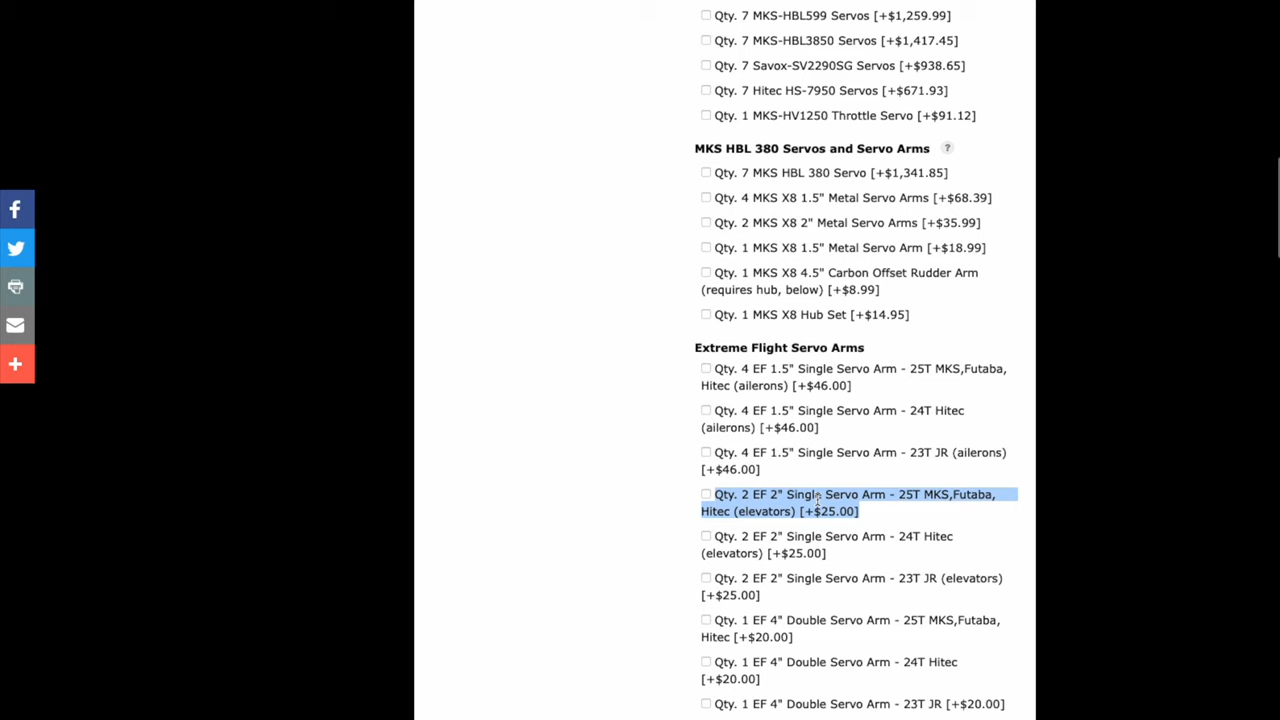 Qty. 7 MKS-HBL599 Servos [+$1,259.99]
Qty. 7 MKS-HBL3850 Servos [+$1,417.45]
Qty. 7 Savox-SV2290SG Servos [+$938.65]
Qty. 7 Hitec HS-7950 Servos [+$671.93]
Qty. 1 MKS-HV1250 Throttle Servo [+$91.12]
MKS HBL 380 Servos and Servo Arms ?
Qty. 7 MKS HBL 380 Servo [+$1,341.85]
Qty. 4 MKS X8 1.5" Metal Servo Arms [+$68.39]
Qty. 2 MKS X8 2" Metal Servo Arms [+$35.99]
Qty. 1 MKS X8 1.5" Metal Servo Arm [+$18.99]
Qty. 1 MKS X8 4.5" Carbon Offset Rudder Arm
(requires hub, below) [+$8.99]
Qty. 1 MKS X8 Hub Set [+$14.95]
Extreme Flight Servo Arms
Qty. 4 EF 1.5" Single Servo Arm - 25T MKS,Futaba,
Hitec (ailerons) [+$46.00]
Qty. 4 EF 1.5" Single Servo Arm - 24T Hitec
(ailerons) [+$46.00]
Qty. 4 EF 1.5" Single Servo Arm - 23T JR (ailerons)
[+$46.00]
Qty. 2 EF 2" Single Servo Arm - 25T MKS,Futaba,
Hitec (elevators) [+$25.00]
Qty. 2 EF 2" Single Servo Arm - 24T Hitec
(elevators) [+$25.00]
Qty. 2 EF 2" Single Servo Arm - 23T JR (elevators)
[+$25.00]
Qty. 1 EF 4" Double Servo Arm - 25T MKS,Futaba,
Hitec [+$20.00]
Qty. 1 EF 4" Double Servo Arm - 24T Hitec
[+$20.00]
Qty. 1 EF 4" Double Servo Arm - 23T JR [+$20.00]